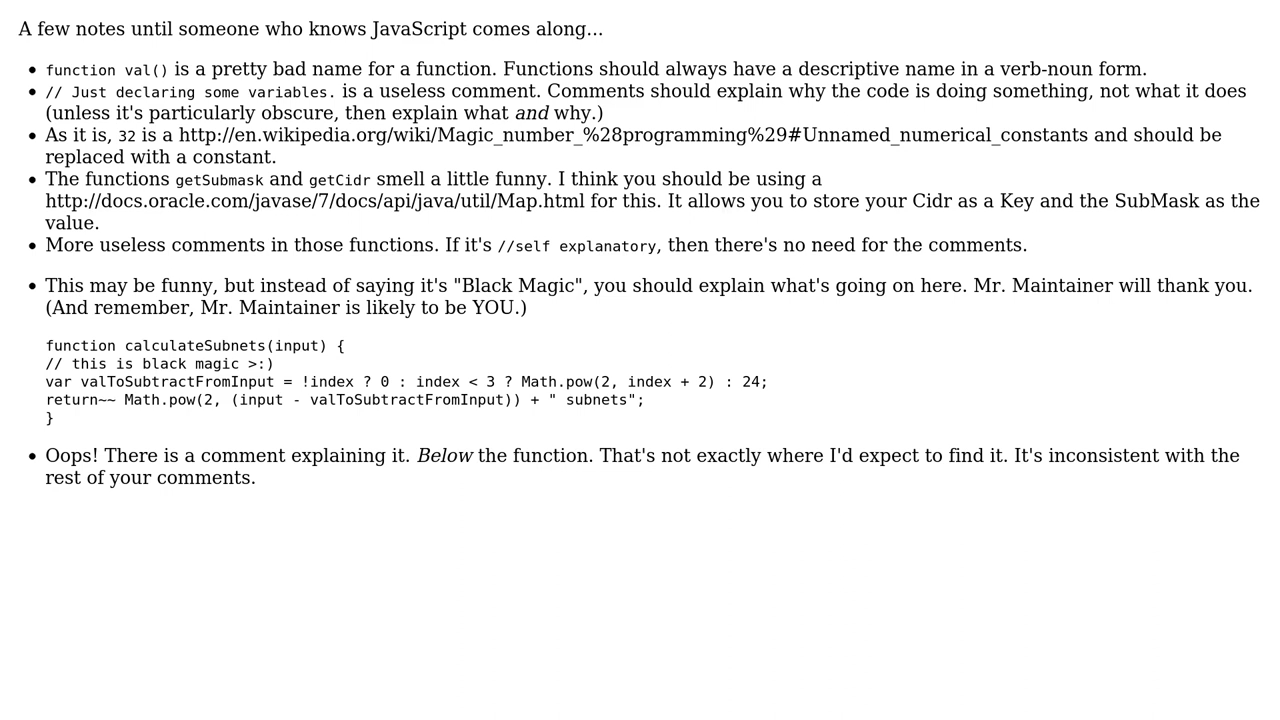 A few notes until someone who knows JavaScript comes along...
• function val() is a pretty bad name for a function. Functions should always have a descriptive name in a verb-noun form.
• // Just declaring some variables. is a useless comment. Comments should explain why the code is doing something, not what it does
(unless it's particularly obscure, then explain what and why.)
• As it is, 32 is a http://en.wikipedia.org/wiki/Magic_number_%28programming%29#Unnamed_numerical_constants and should be
replaced with a constant.
• The functions getSubmask and getCidr smell a little funny. I think you should be using a
http://docs.oracle.com/javase/7/docs/api/java/util/Map.html for this. It allows you to store your Cidr as a Key and the SubMask as the
value.
• More useless comments in those functions. If it's //self explanatory, then there's no need for the comments.
• This may be funny, but instead of saying it's "Black Magic", you should explain what's going on here. Mr. Maintainer will thank you.
(And remember, Mr. Maintainer is likely to be YOU.)
function calculateSubnets(input) {
// this is black magic >:)
var valToSubtractFromInput = !index ? 0 : index < 3 ? Math.pow(2, index + 2) : 24;
return~~ Math.pow(2, (input - valToSubtractFromInput)) + " subnets";
}
• Oops! There is a comment explaining it. Below the function. That's not exactly where I'd expect to find it. It's inconsistent with the
rest of your comments.